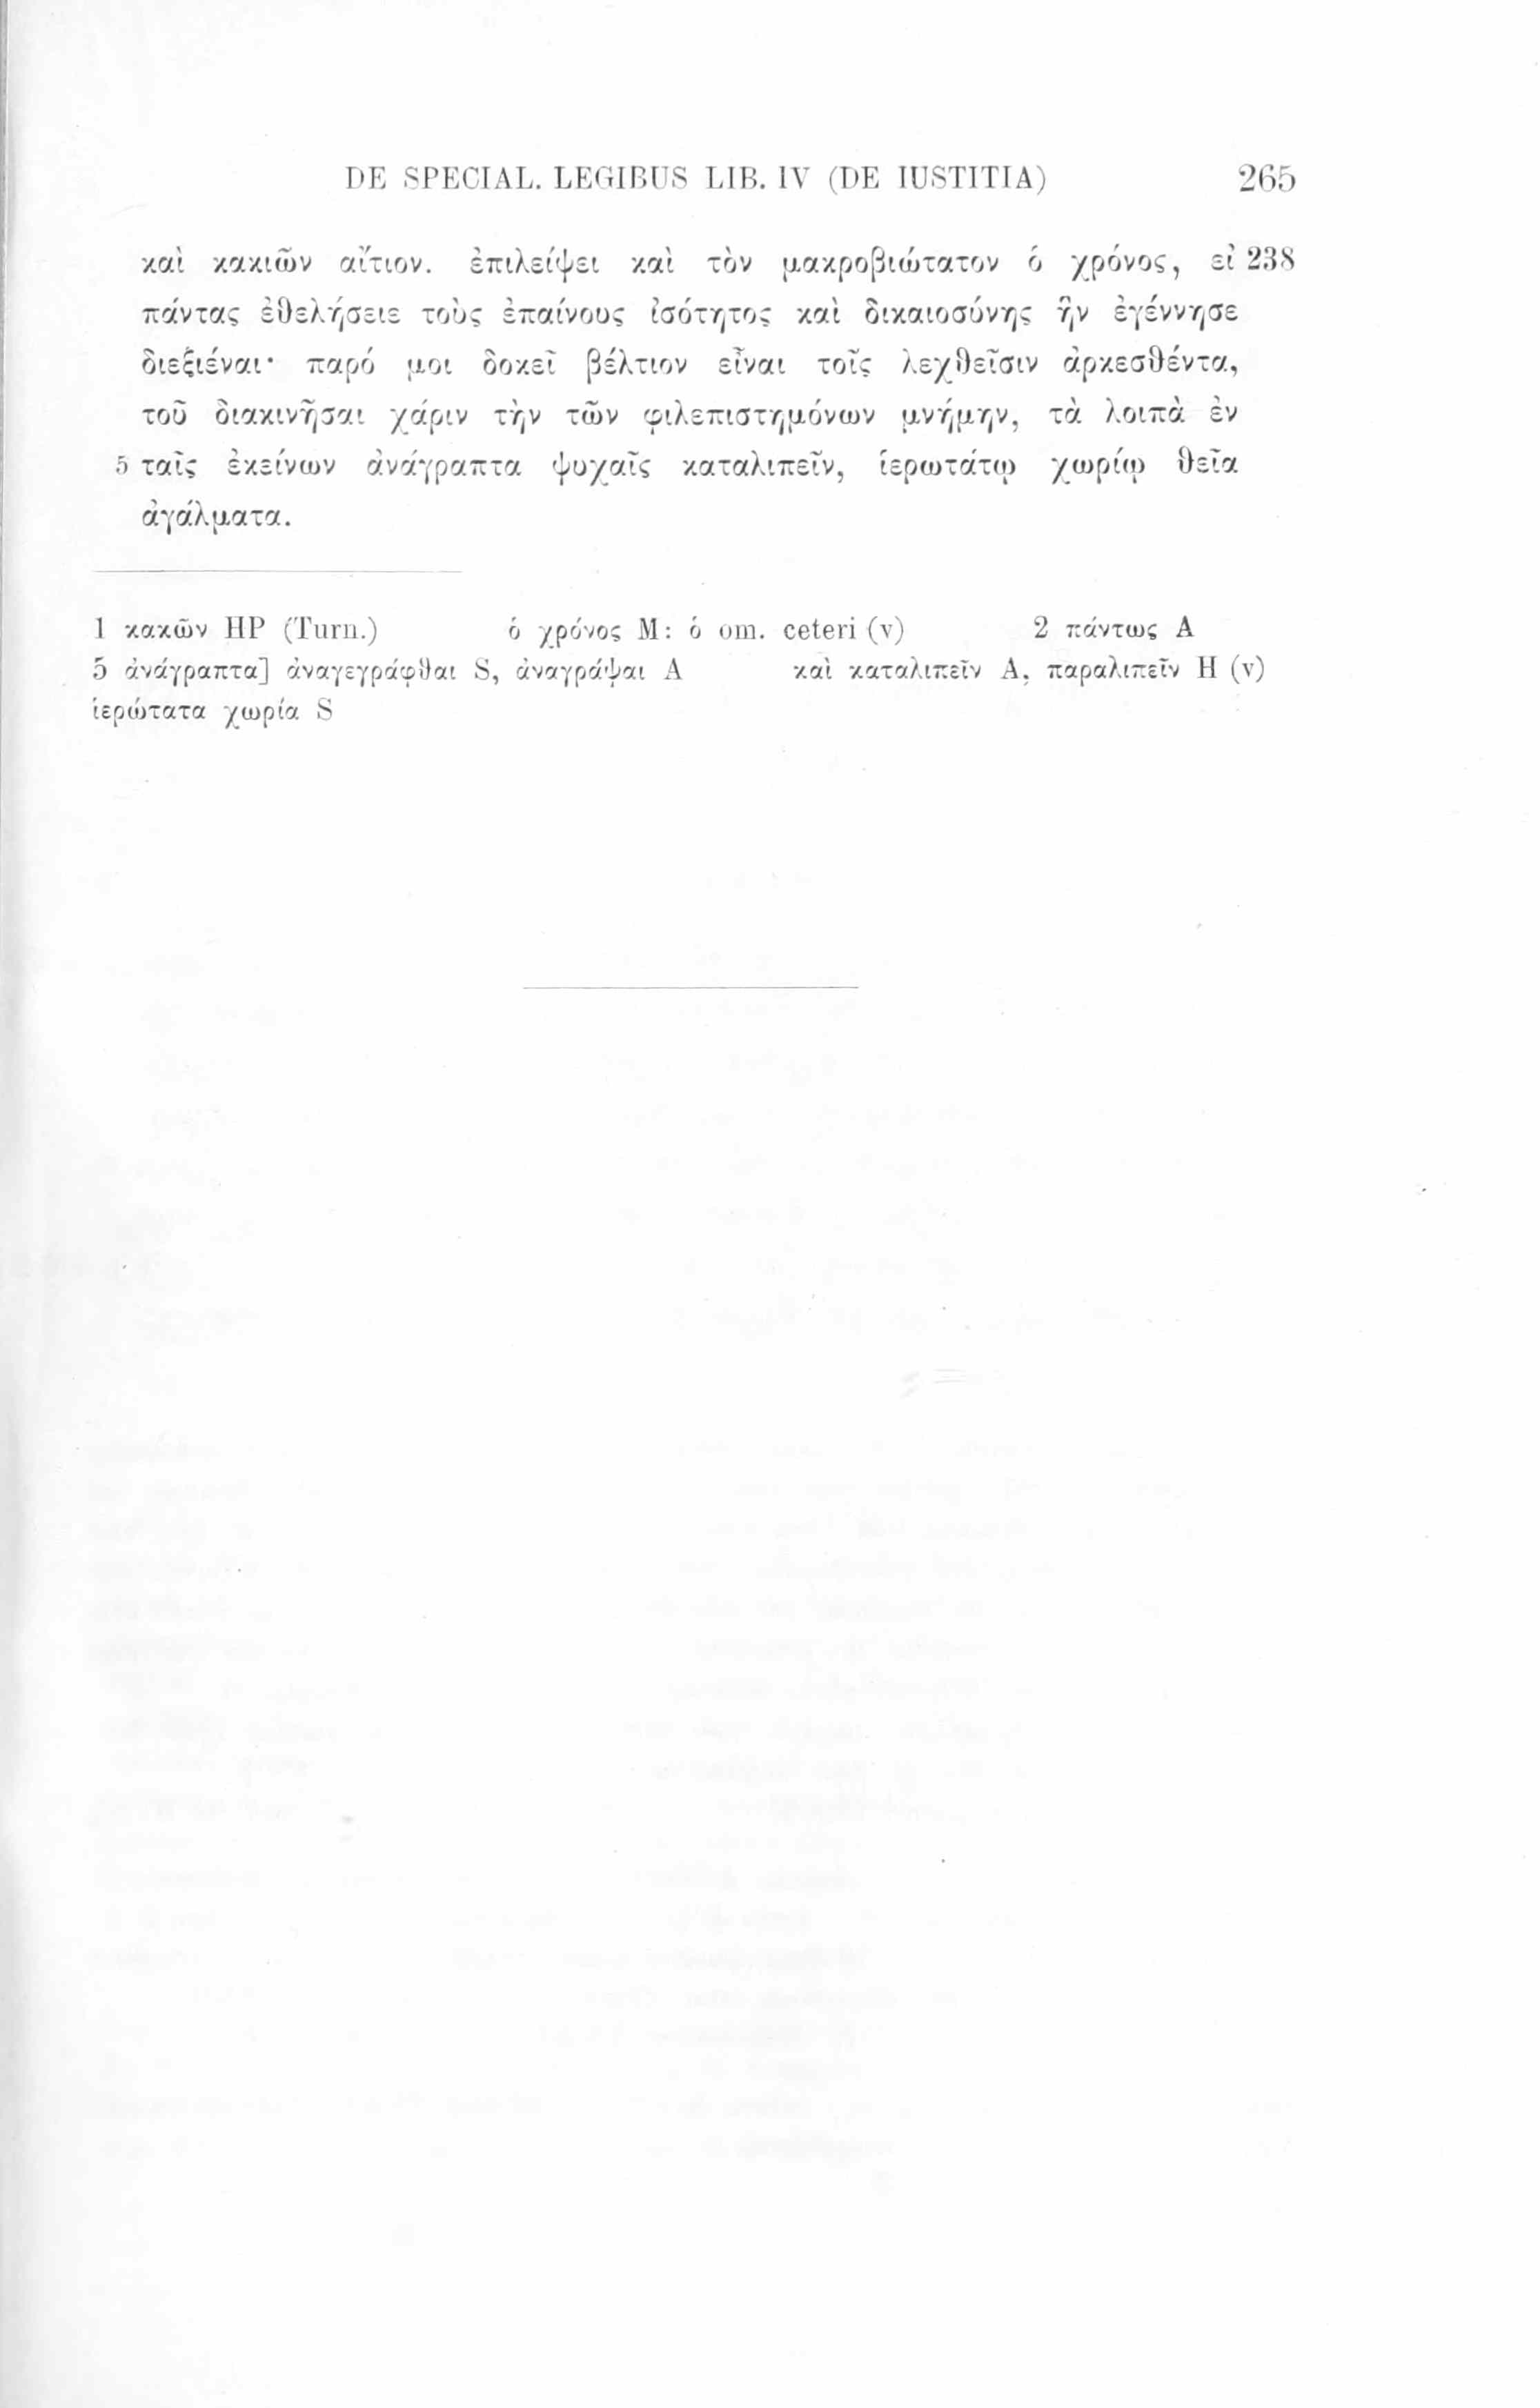 DE SPECIAL. LEGIBUS LIB. IV (DE IUSTITIA) 265
καὶ κακιῶν αἴτιον. ἐπιλείψει καὶ τὸν μακροβιώτατον ὁ χρόνος, εἰ 238
πάντας ἐθελήσειε τοὺς ἐπαίνους ἰσότητος καὶ δικαιοσύνης ἣν ἐγέννησε
διεξιέναι· παρό μοι δοκεῖ βέλτιον εἶναι τοῖς λεχθεῖσιν ἀρκεσθέντα,
τοῦ διακινῆσαι χάριν τὴν τῶν φιλεπιστημόνων μνήμην, τὰ λοιπὰ ἐν
5 ταῖς ἐκείνων ἀνάγραπτα ψυχαῖς καταλιπεῖν, ἱερωτάτῳ χωρίῳ θεῖα
ἀγάλματα.
1 κακῶν HP (Turn.) ὁ χρόνος M: ὁ om. ceteri (v) 2 πάντως A
5 ἀνάγραπτα] ἀναγεγράφθαι S, ἀναγράψαι A καὶ καταλιπεῖν A, παραλιπεῖν H (v)
ἱερώτατα χωρία S